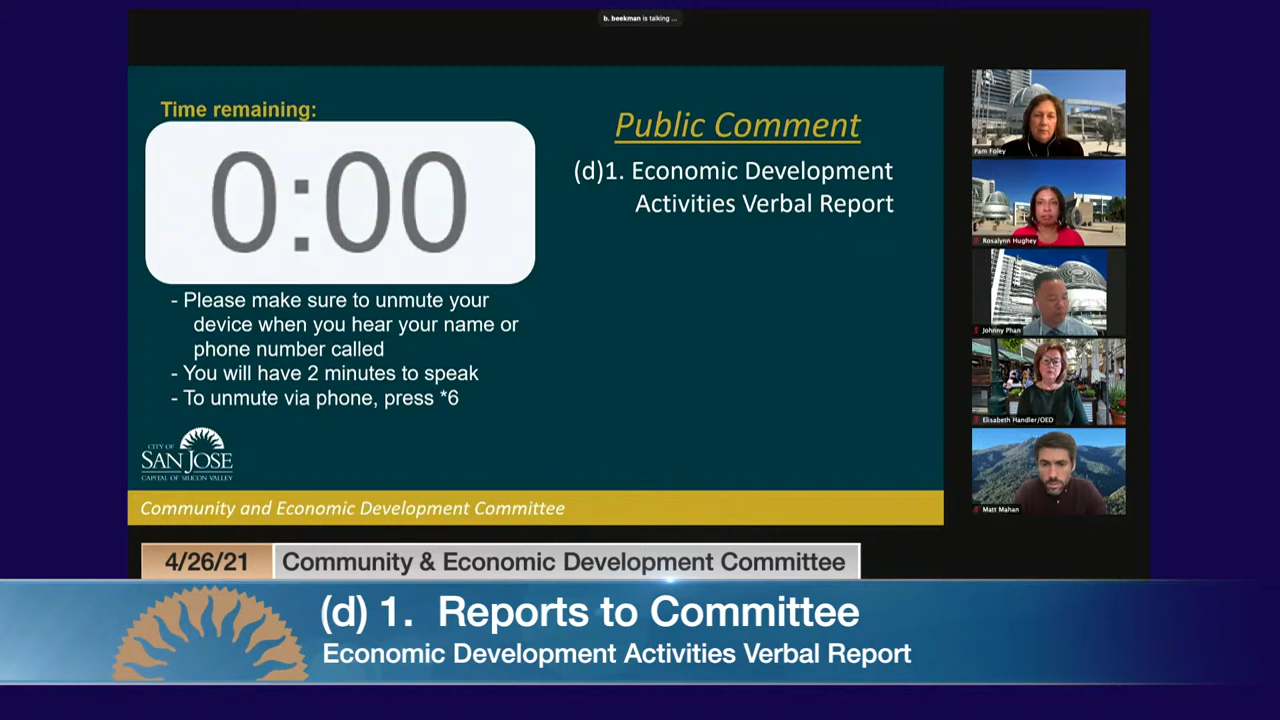 b. beekman is talking ...
Time remaining:
0:00
Public Comment
(d)1. Economic Development
Activities Verbal Report
- Please make sure to unmute your
device when you hear your name or
phone number called
- You will have 2 minutes to speak
- To unmute via phone, press *6
CITY OF
SAN JOSE
CAPITAL OF SILICON VALLEY
Community and Economic Development Committee
Pam Foley
Rosalynn Hughey
Johnny Phan
Elisabeth Handler/OED
Matt Mahan
4/26/21
Community & Economic Development Committee
(d) 1. Reports to Committee
Economic Development Activities Verbal Report